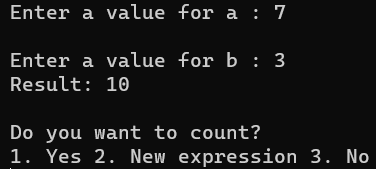 Enter a value for a : 7
Enter a value for b : 3
Result: 10
Do you want to count?
1. Yes 2. New expression 3. No